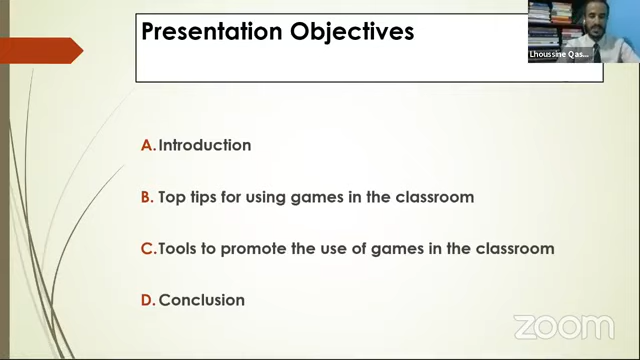 Presentation Objectives
Lhoussine Qas...
A. Introduction
B. Top tips for using games in the classroom
C. Tools to promote the use of games in the classroom
D. Conclusion
zoom